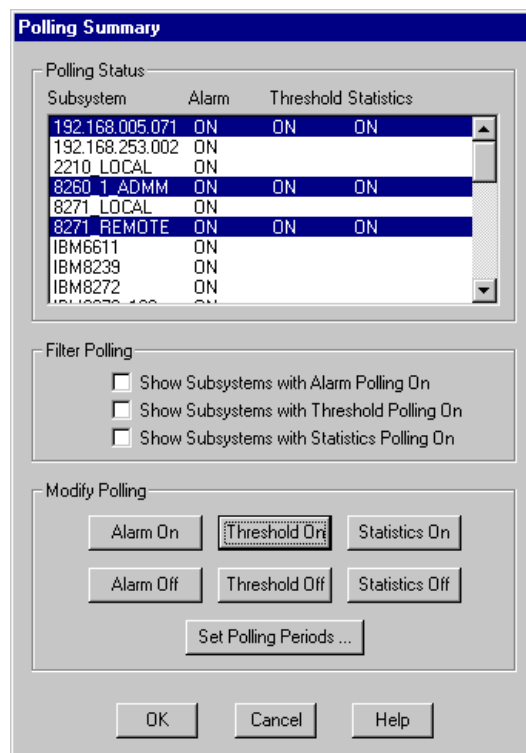 Polling Summary
Polling Status
Subsystem Alarm Threshold Statistics
192.168.005.071 ON ON ON
192.168.253.002 ON
2210_LOCAL ON
8260_1_ADMM ON ON ON
8271_LOCAL ON
8271_REMOTE ON ON ON
IBM6611 ON
IBM8239 ON
IBM8272 ON
Filter Polling
Show Subsystems with Alarm Polling On
Show Subsystems with Threshold Polling On
Show Subsystems with Statistics Polling On
Modify Polling
Alarm On Threshold On Statistics On
Alarm Off Threshold Off Statistics Off
Set Polling Periods ...
OK Cancel Help